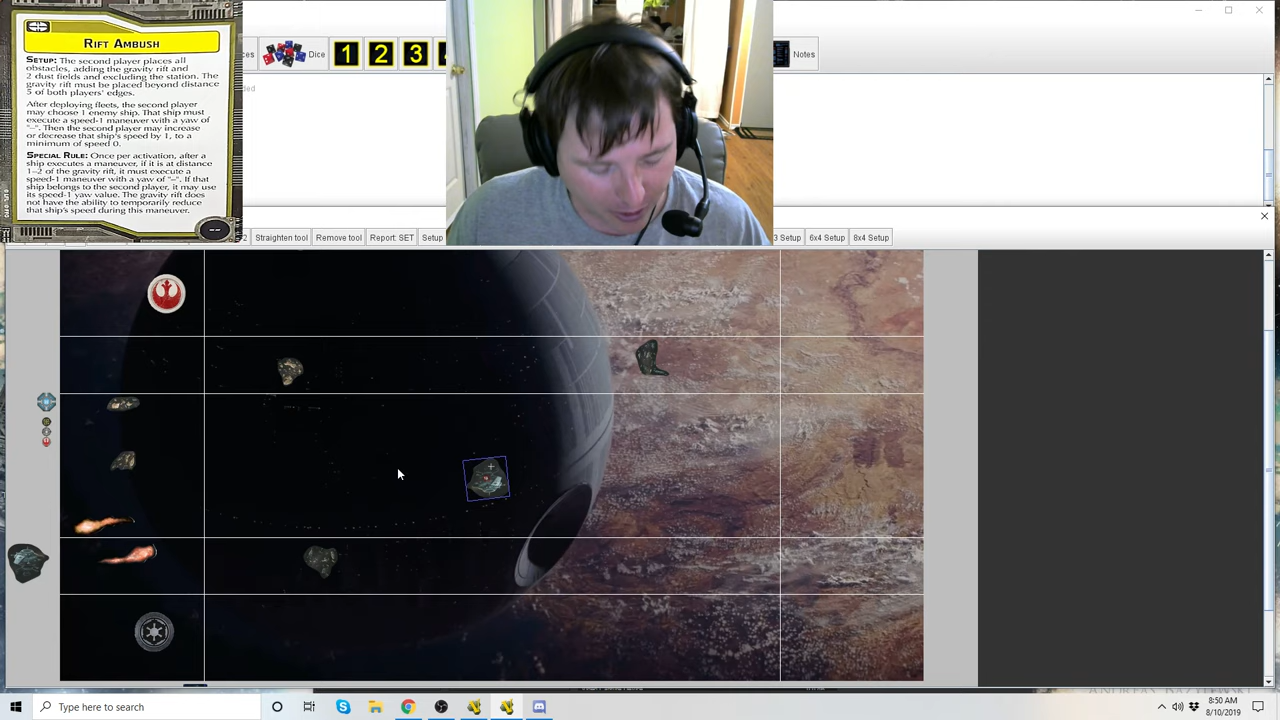 RIFT AMBUSH
SETUP: The second player places all
obstacles, adding the gravity rift and
2 dust fields and excluding the station. The
gravity rift must be placed beyond distance
5 of both players' edges.
After deploying fleets, the second player
may choose 1 enemy ship. That ship must
execute a speed-1 maneuver with a yaw of
"–". Then the second player may increase
or decrease that ship's speed by 1, to a
minimum of speed 0.
SPECIAL RULE: Once per activation, after a
ship executes a maneuver, if it is at distance
1–2 of the gravity rift, it must execute a
speed-1 maneuver with a yaw of "–". If that
ship belongs to the second player, it may use
its speed-1 yaw value. The gravity rift does
not have the ability to temporarily reduce
that ship's speed during this maneuver.
--
Dice
1
2
3
Notes
Straighten tool
Remove tool
Report: SET
Setup
3 Setup
6x4 Setup
8x4 Setup
Type here to search
8:50 AM
8/10/2019